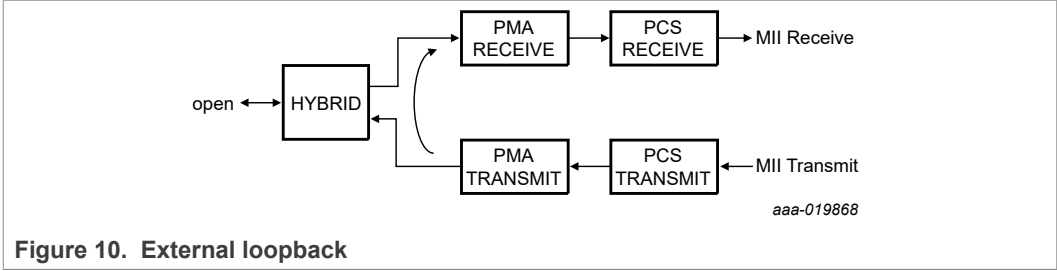 PMA
RECEIVE
PCS
RECEIVE
MII Receive
open
HYBRID
PMA
TRANSMIT
PCS
TRANSMIT
MII Transmit
aaa-019868
Figure 10. External loopback